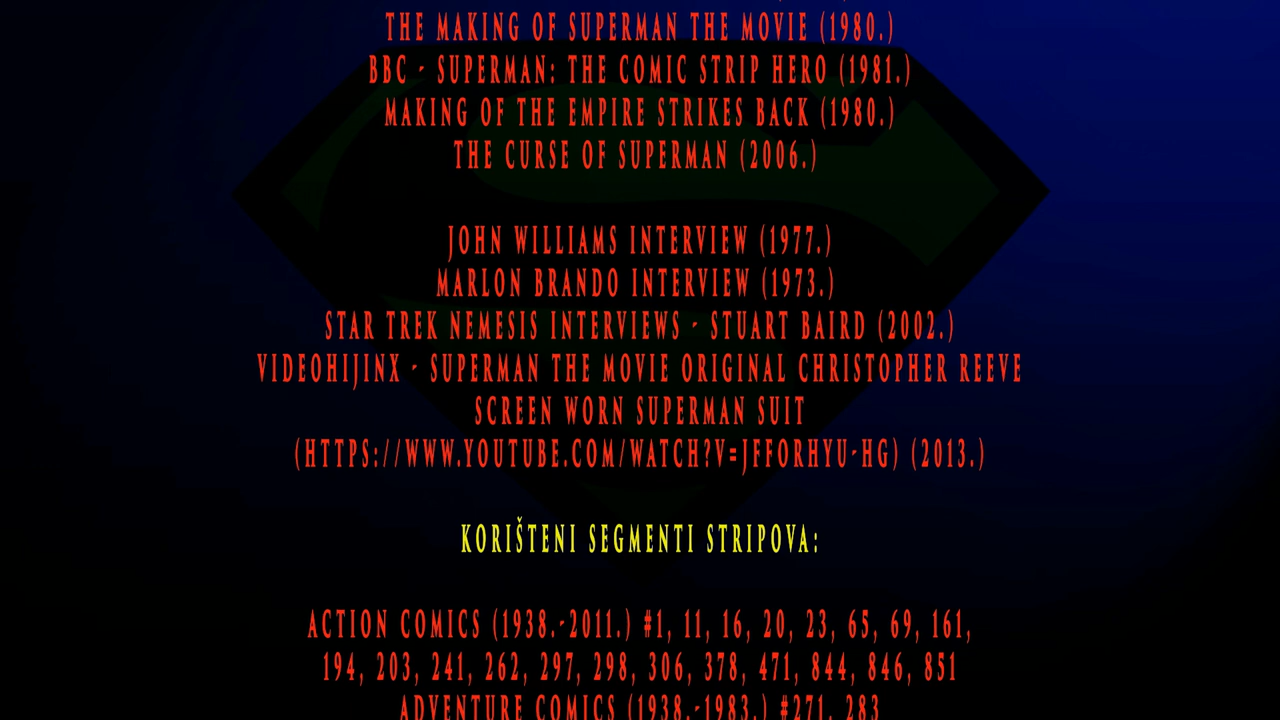 THE MAKING OF SUPERMAN THE MOVIE (1980.)
BBC - SUPERMAN: THE COMIC STRIP HERO (1981.)
MAKING OF THE EMPIRE STRIKES BACK (1980.)
THE CURSE OF SUPERMAN (2006.)
JOHN WILLIAMS INTERVIEW (1977.)
MARLON BRANDO INTERVIEW (1973.)
STAR TREK NEMESIS INTERVIEWS - STUART BAIRD (2002.)
VIDEOHIJINX - SUPERMAN THE MOVIE ORIGINAL CHRISTOPHER REEVE
SCREEN WORN SUPERMAN SUIT
(HTTPS://WWW.YOUTUBE.COM/WATCH?V=JFFORHYU-HG) (2013.)
KORIŠTENI SEGMENTI STRIPOVA:
ACTION COMICS (1938.-2011.) #1, 11, 16, 20, 23, 65, 69, 161,
194, 203, 241, 262, 297, 298, 306, 378, 471, 844, 846, 851
ADVENTURE COMICS (1938.-1983.) #271, 283